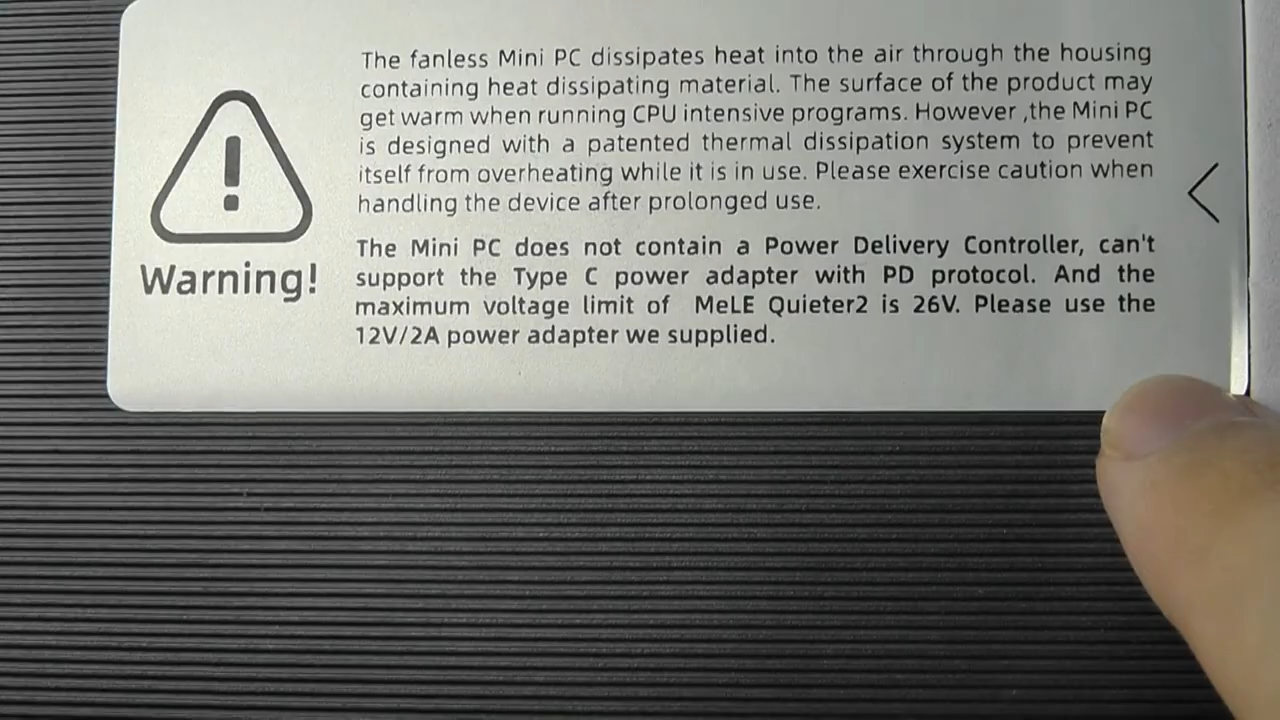 The fanless Mini PC dissipates heat into the air through the housing
containing heat dissipating material. The surface of the product may
get warm when running CPU intensive programs. However ,the Mini PC
is designed with a patented thermal dissipation system to prevent
itself from overheating while it is in use. Please exercise caution when
handling the device after prolonged use.
Warning!
The Mini PC does not contain a Power Delivery Controller, can't
support the Type C power adapter with PD protocol. And the
maximum voltage limit of MeLE Quieter2 is 26V. Please use the
12V/2A power adapter we supplied.